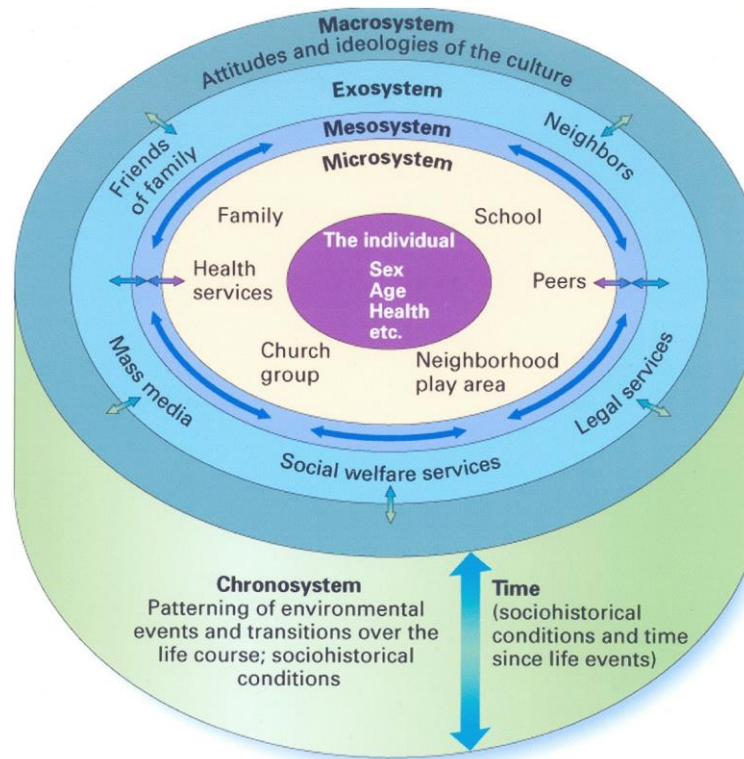 Macrosystem
Attitudes and ideologies of the culture
Exosystem
Mesosystem
Microsystem
Friends
of family
Neighbors
Family
School
The individual
Sex
Age
Health
etc.
Health
services
Peers
Church
group
Neighborhood
play area
Mass media
Legal services
Social welfare services
Chronosystem
Patterning of environmental
events and transitions over the
life course; sociohistorical
conditions
Time
(sociohistorical
conditions and time
since life events)